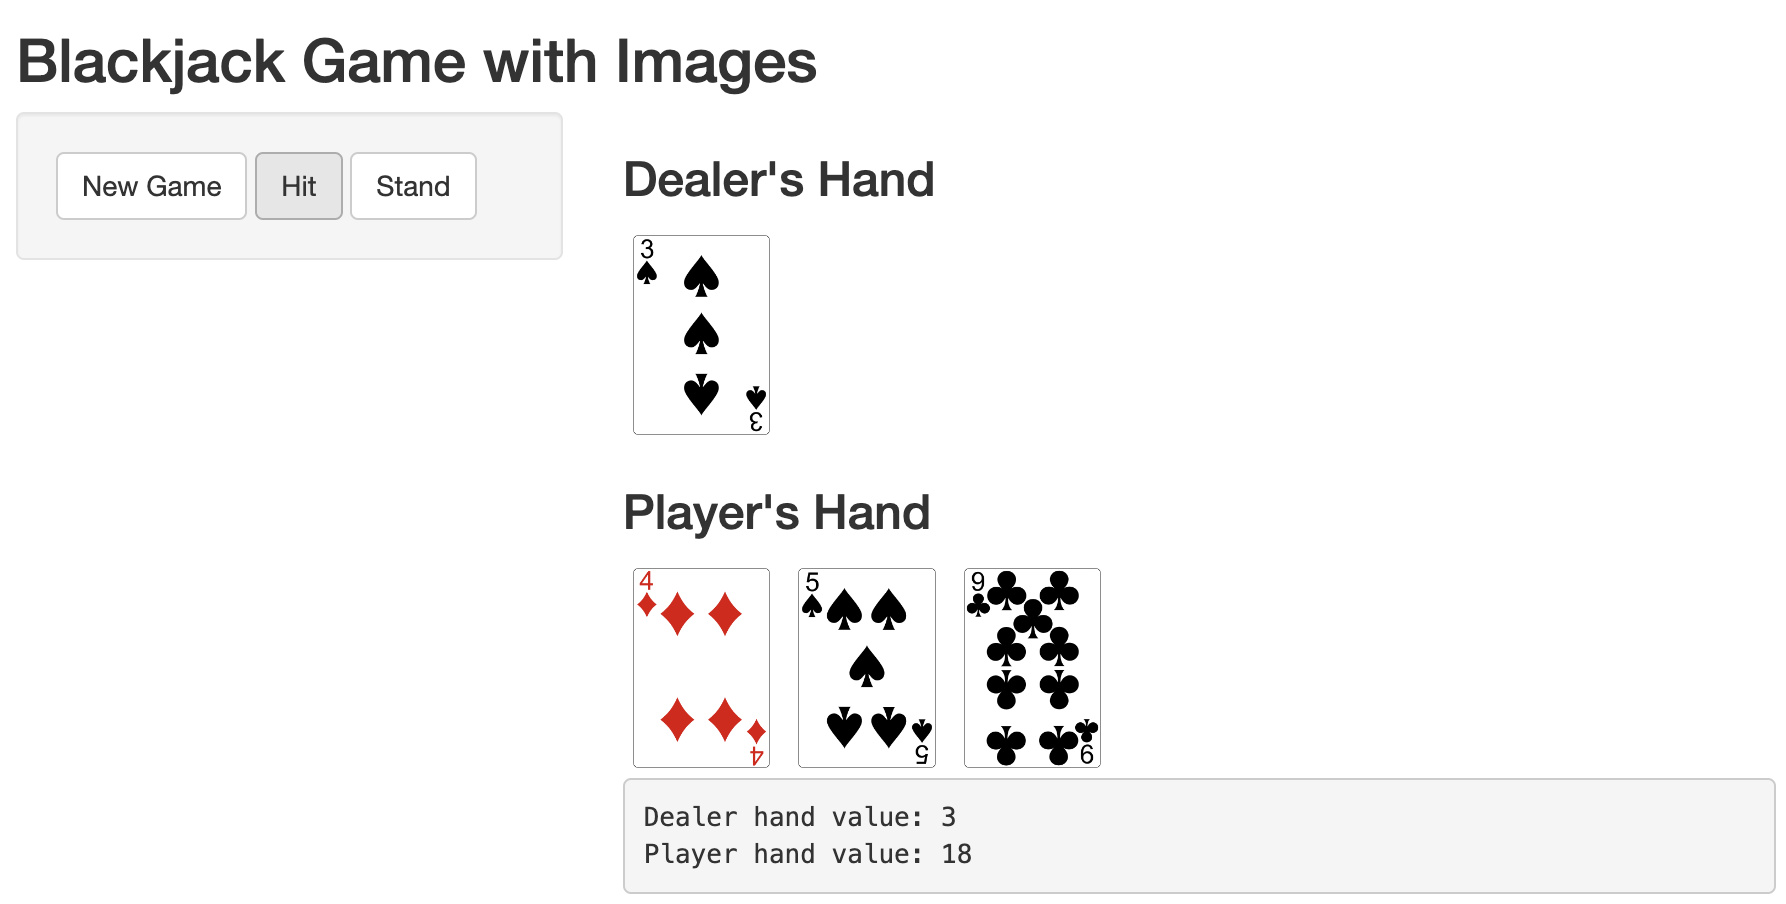 Blackjack Game with Images
New Game Hit Stand
Dealer's Hand
3
3
Player's Hand
4 5 9
4 5 9
Dealer hand value: 3
Player hand value: 18